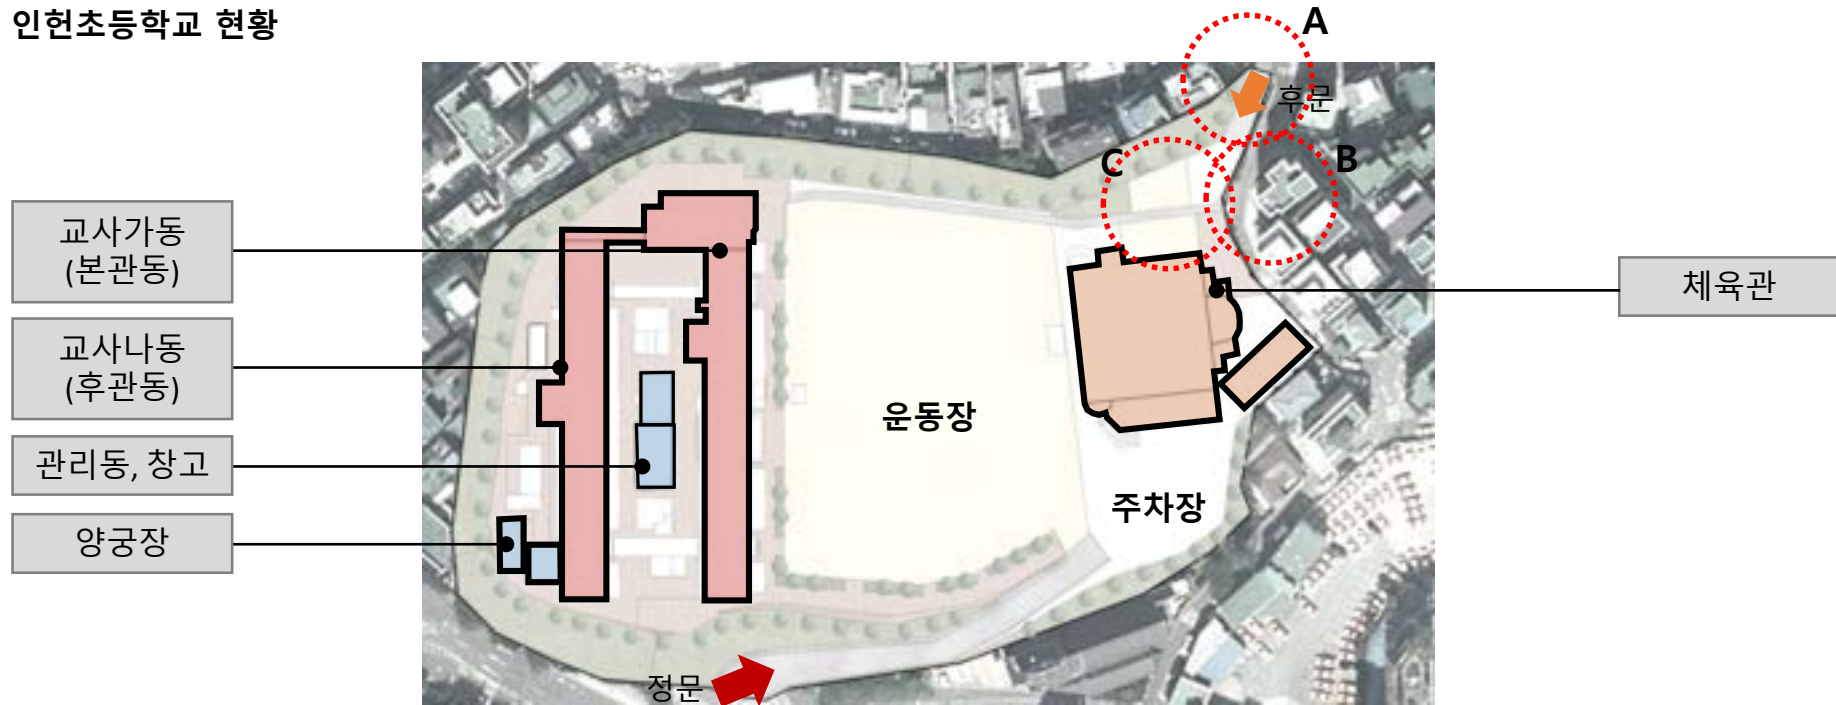 인헌초등학교 현황
A
후문
C
B
교사가동
(본관동)
체육관
교사나동
(후관동)
운동장
관리동, 창고
주차장
양궁장
정문